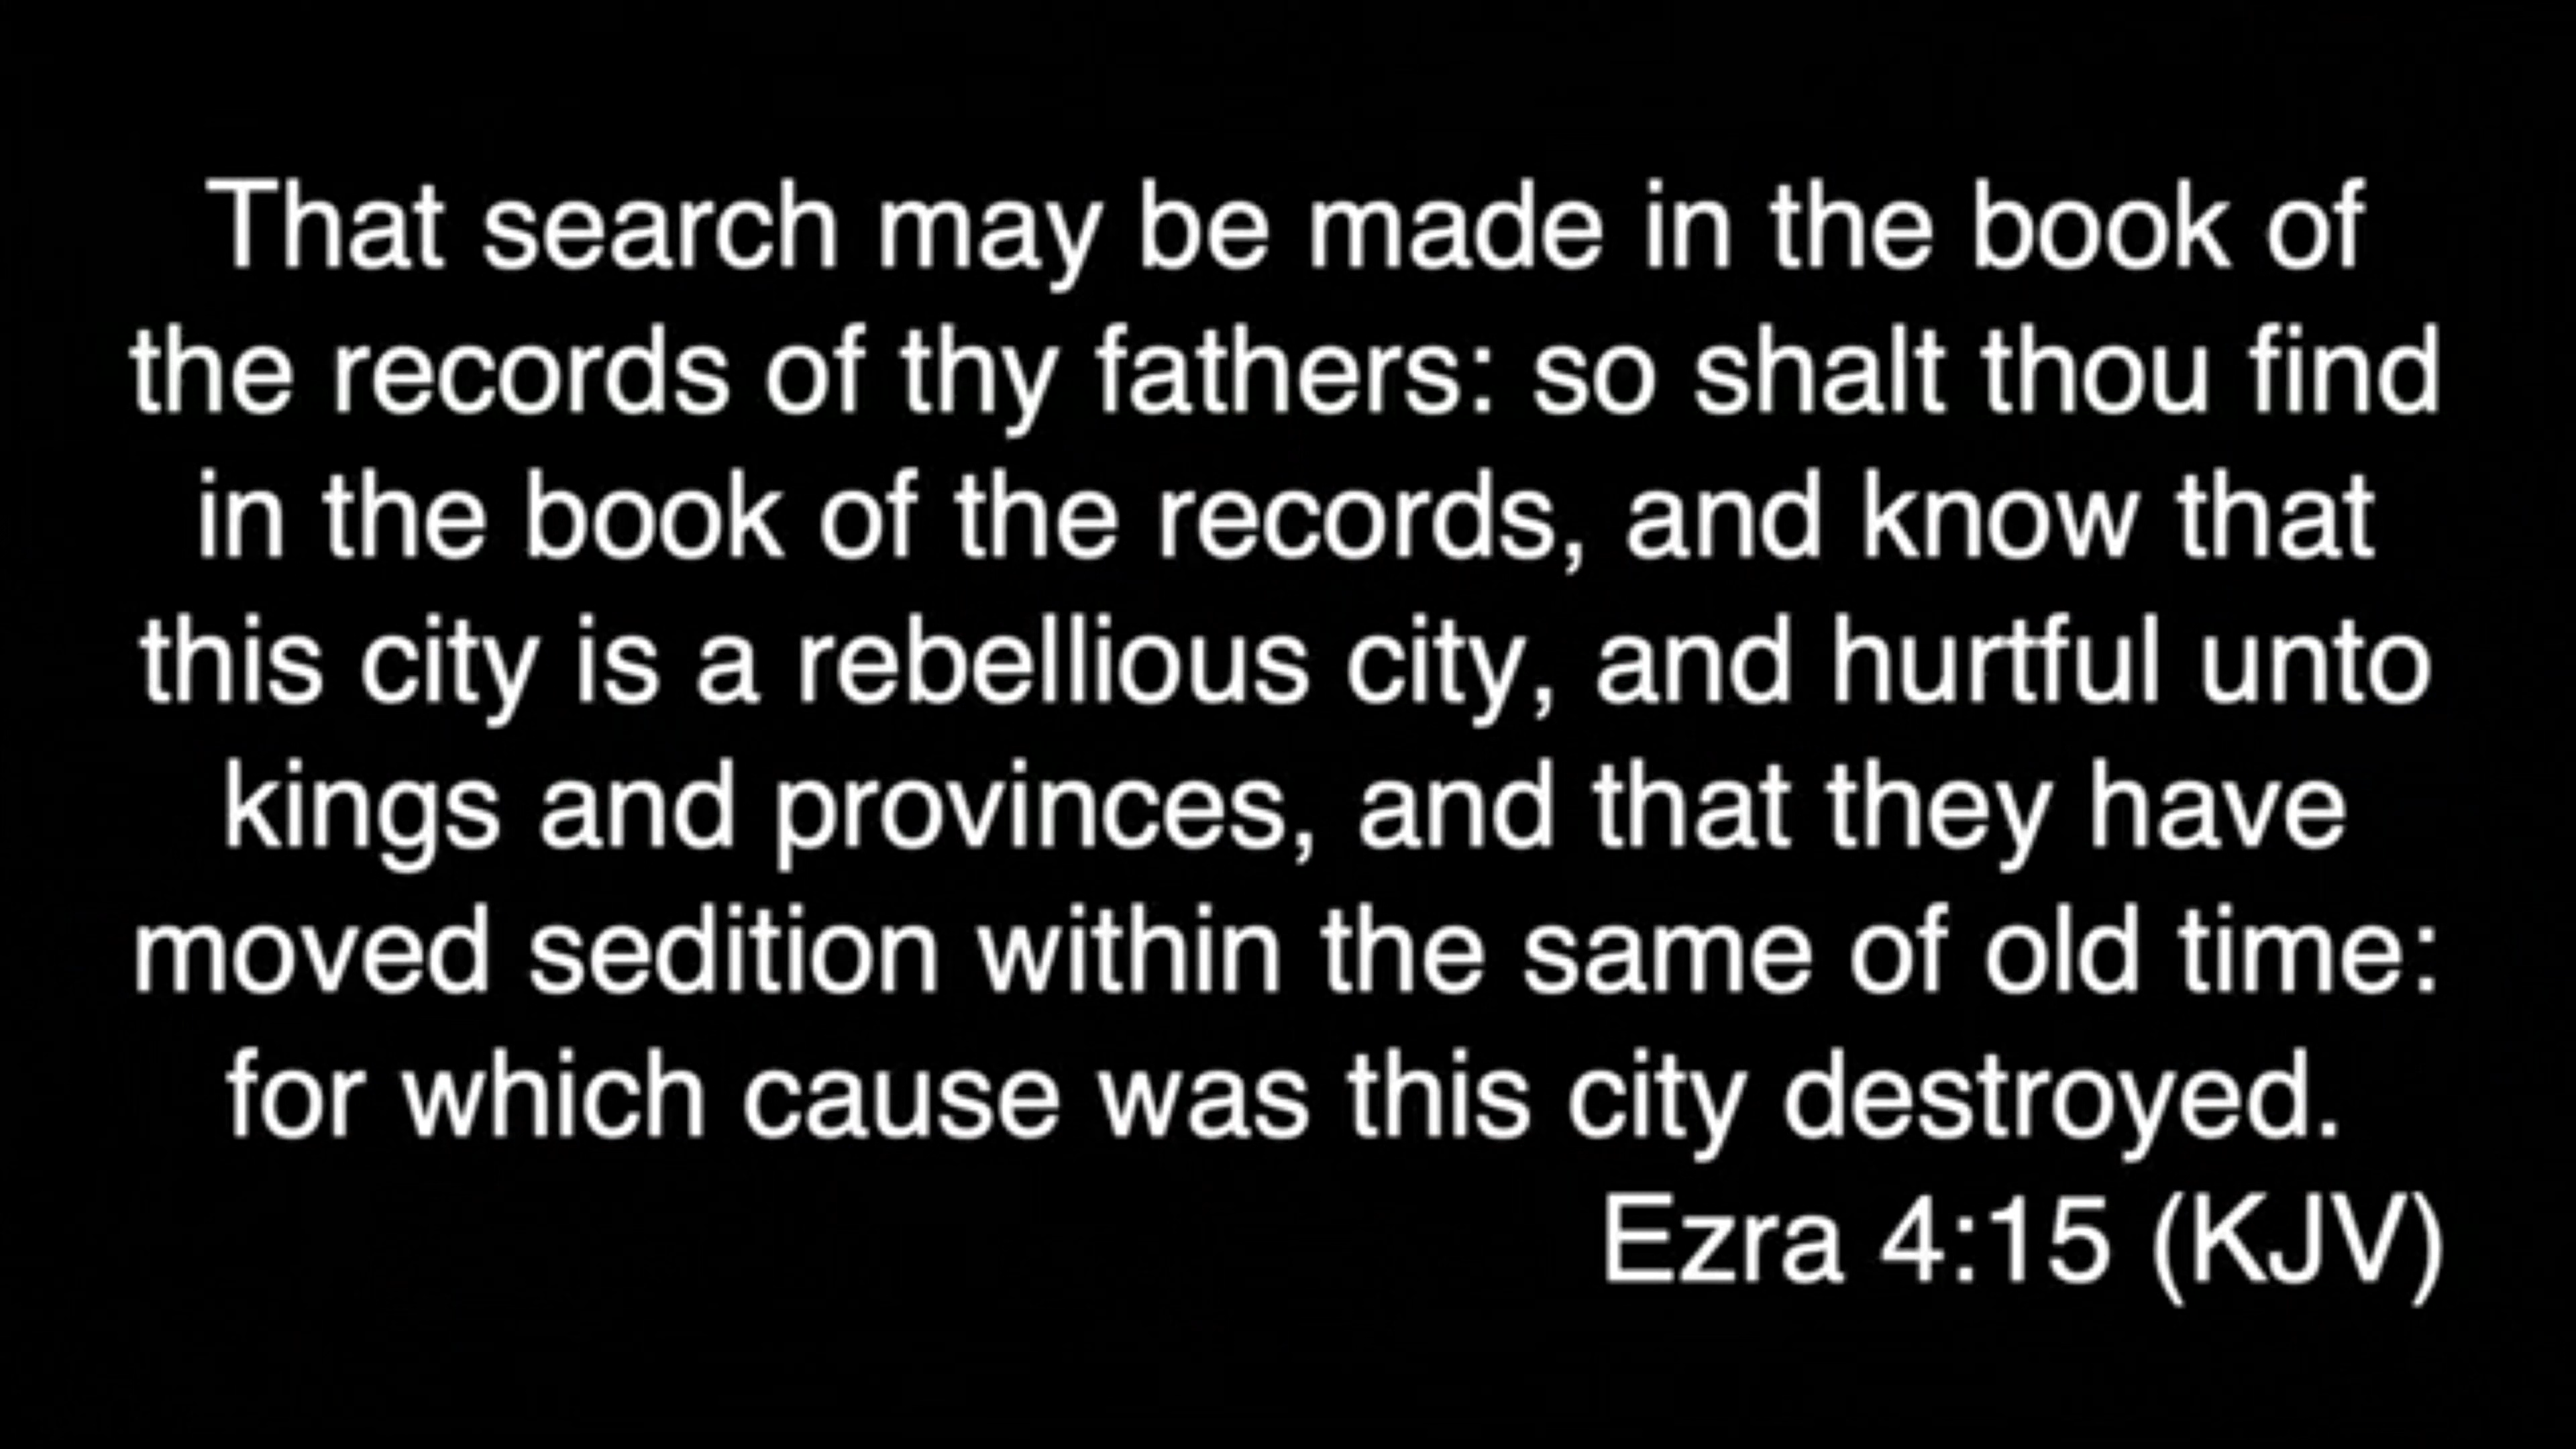 That search may be made in the book of
the records of thy fathers: so shalt thou find
in the book of the records, and know that
this city is a rebellious city, and hurtful unto
kings and provinces, and that they have
moved sedition within the same of old time:
for which cause was this city destroyed.
Ezra 4:15 (KJV)